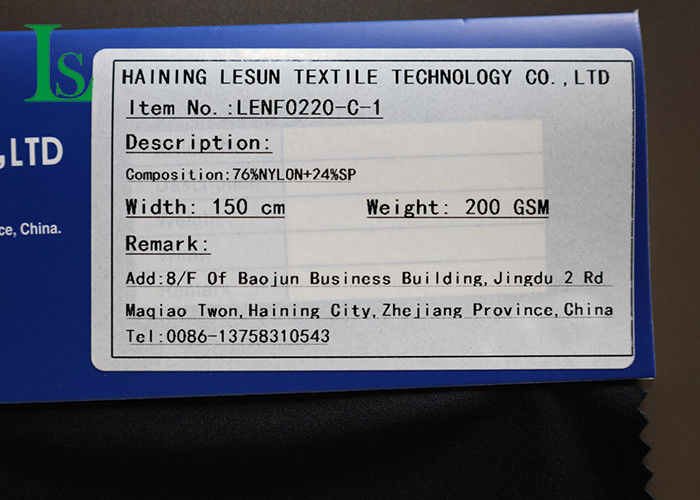 LS
HAINING LESUN TEXTILE TECHNOLOGY CO.,LTD
Item No.:LENF0220-C-1
,LTD
Description:
Composition:76%NYLON+24%SP
Width: 150 cm Weight: 200 GSM
ce, China.
Remark:
Add:8/F Of Baojun Business Building,Jingdu 2 Rd
Maqiao Twon,Haining City,Zhejiang Province,China
Tel:0086-13758310543